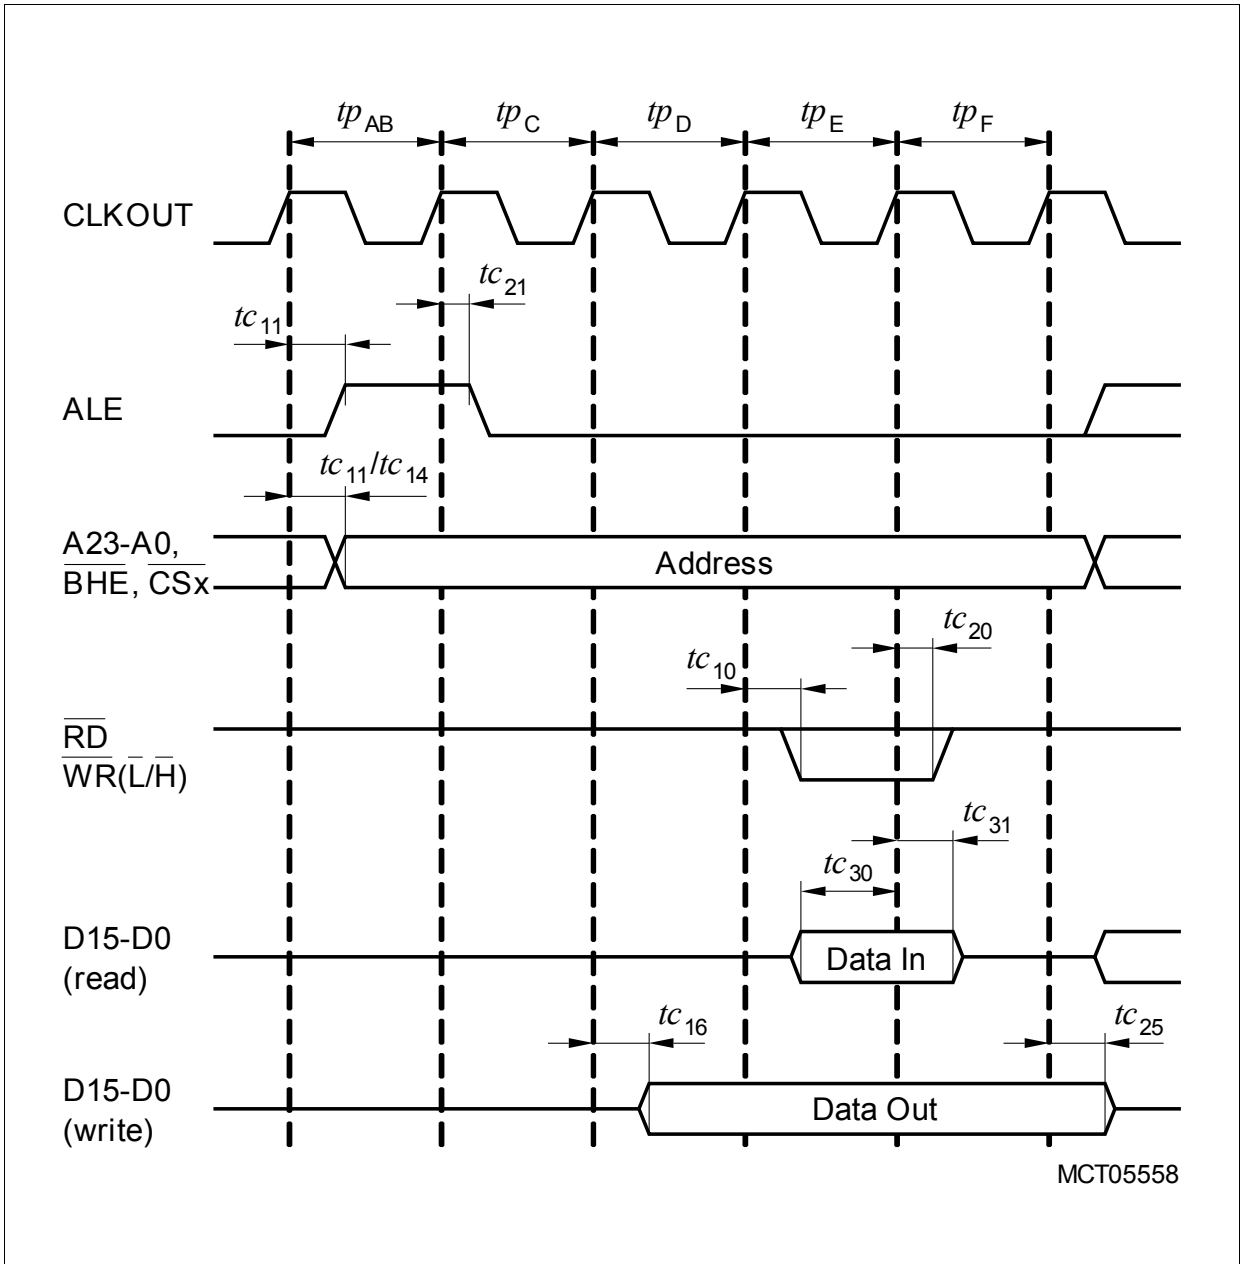 tpAB tpC tpD tpE tpF
CLKOUT
tc21
tc11
ALE
tc11/tc14
A23-A0,
BHE, CSx
Address
tc20
tc10
RD
WR(L/H)
tc31
tc30
D15-D0
(read)
Data In
tc16 tc25
D15-D0
(write)
Data Out
MCT05558